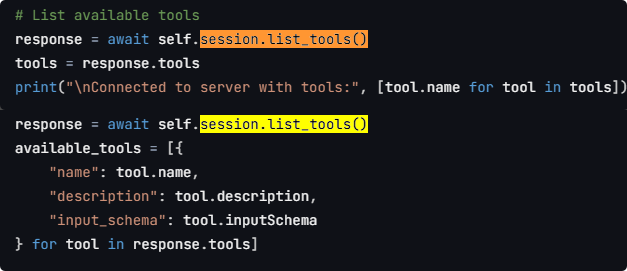 # List available tools
response = await self.session.list_tools()
tools = response.tools
print("\nConnected to server with tools:", [tool.name for tool in tools])
response = await self.session.list_tools()
available_tools = [{
    "name": tool.name,
    "description": tool.description,
    "input_schema": tool.inputSchema
} for tool in response.tools]